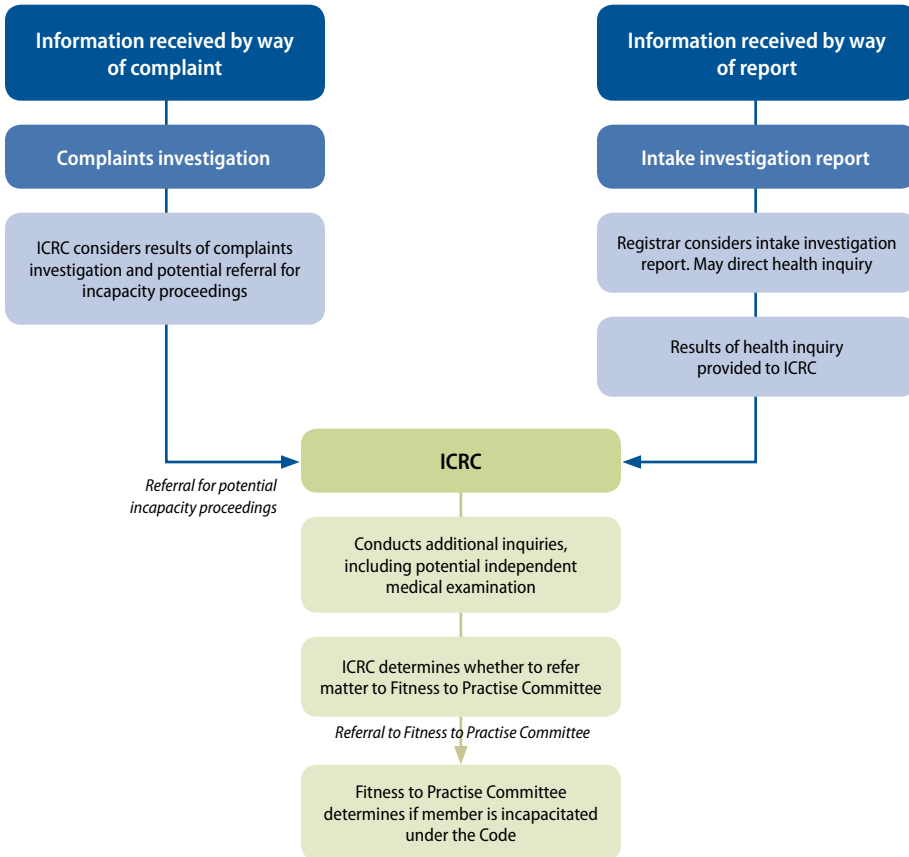 Information received by way
of complaint
Complaints investigation
ICRC considers results of complaints
investigation and potential referral for
incapacity proceedings
Information received by way
of report
Intake investigation report
Registrar considers intake investigation
report. May direct health inquiry
Results of health inquiry
provided to ICRC
Referral for potential
incapacity proceedings
ICRC
Conducts additional inquiries,
including potential independent
medical examination
ICRC determines whether to refer
matter to Fitness to Practise Committee
Referral to Fitness to Practise Committee
Fitness to Practise Committee
determines if member is incapacitated
under the Code